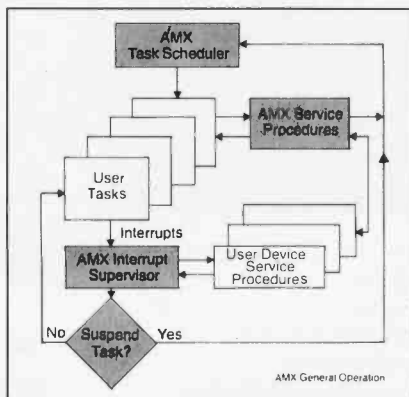 AMX
Task Scheduler
AMX Service
Procedures
User
Tasks
Interrupts
AMX Interrupt
Supervisor
User Device
Service
Procedures
Suspend
Task?
No
Yes
AMX General Operation